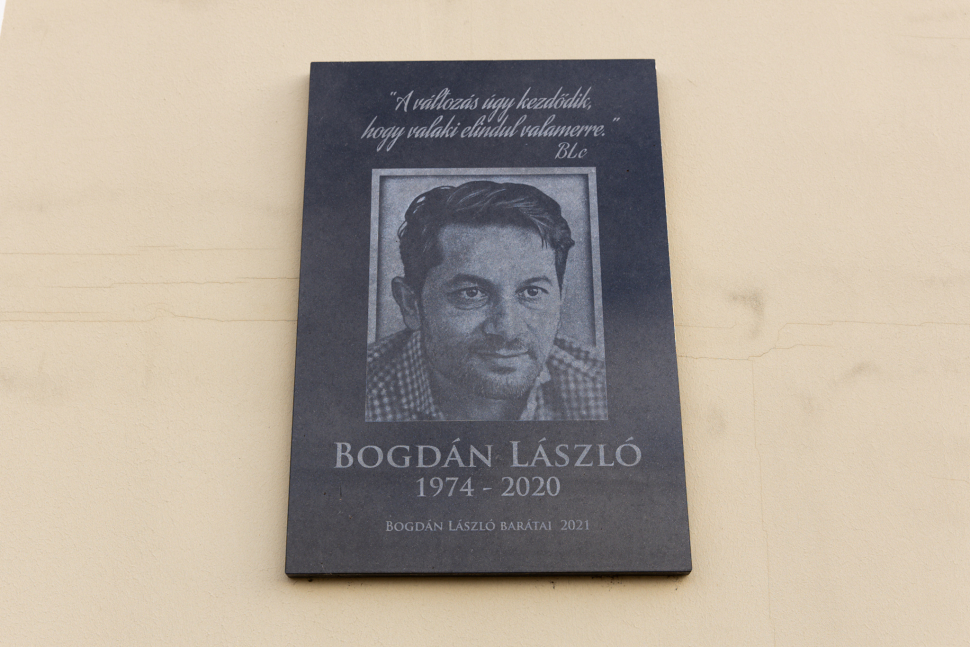 "A változás úgy kezdődik,
hogy valaki elindul valamerre."
BLc
BOGDÁN LÁSZLÓ
1974 - 2020
BOGDÁN LÁSZLÓ BARÁTAI 2021